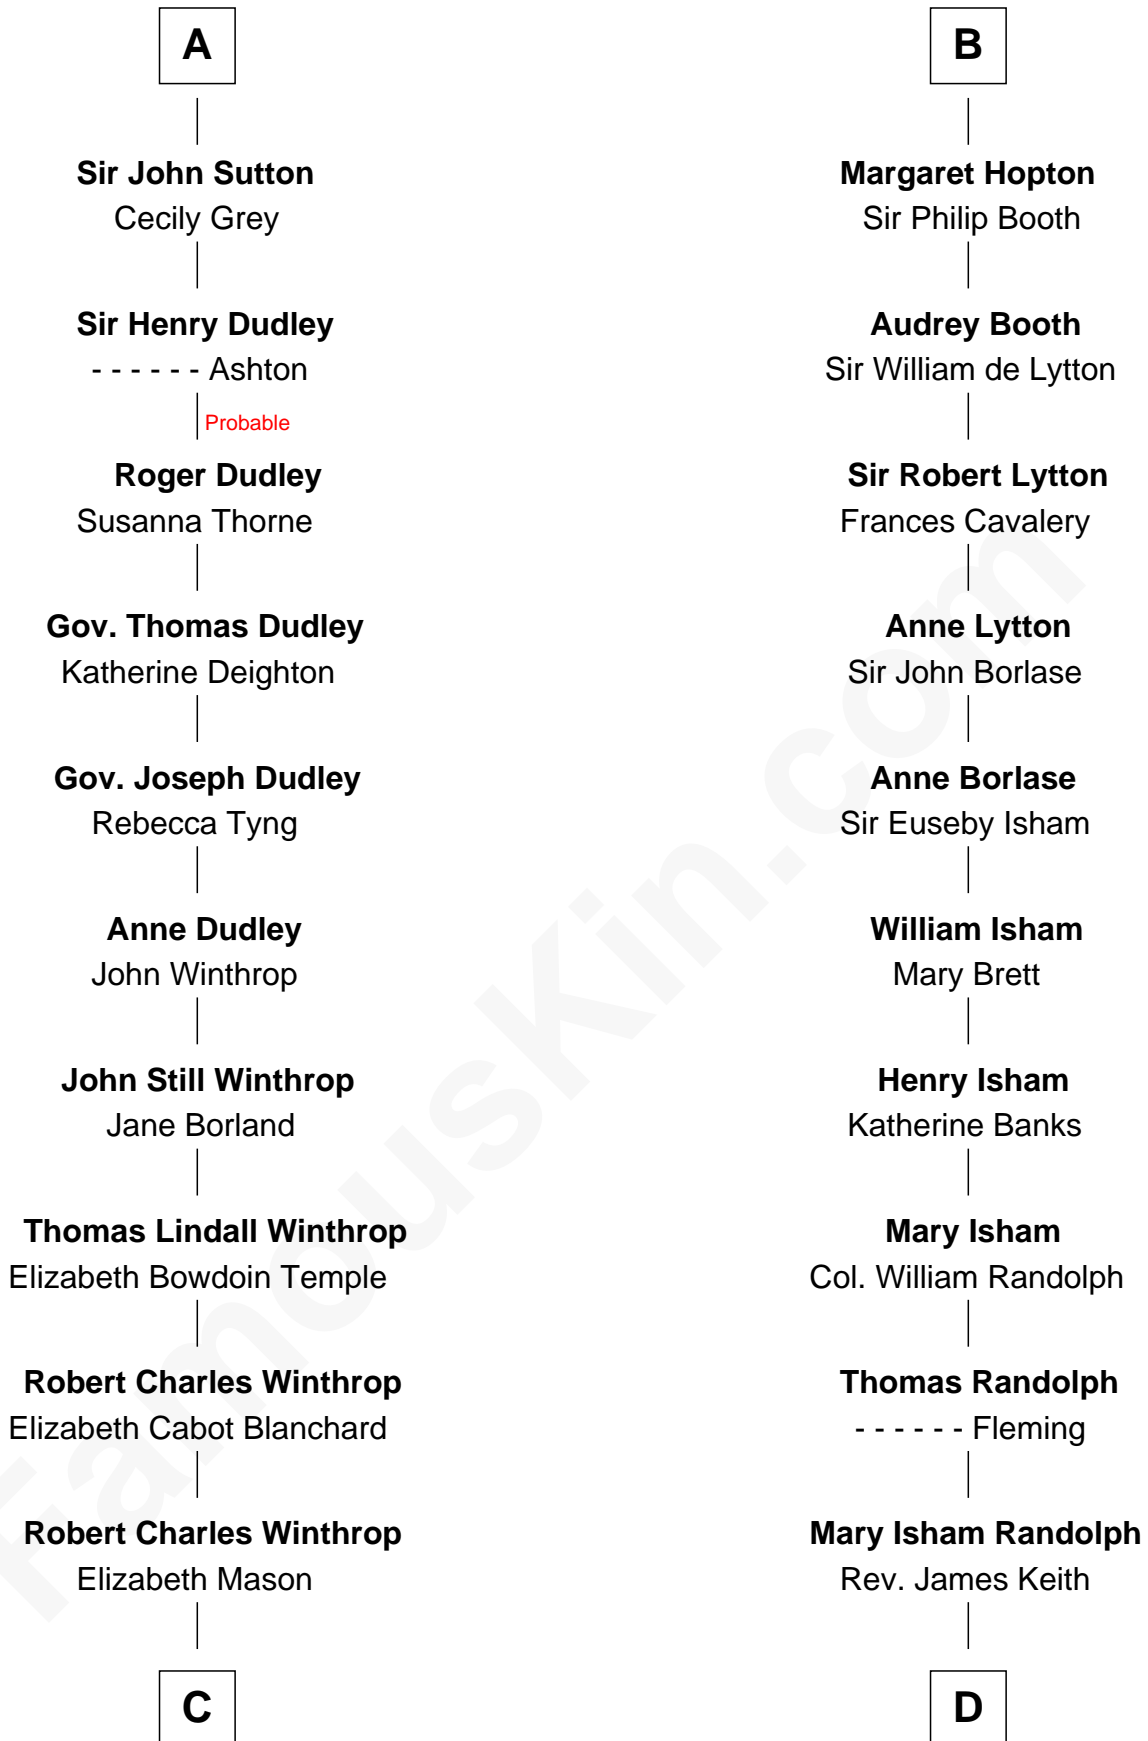 A
Sir John Sutton
Cecily Grey
Sir Henry Dudley
- - - - - - Ashton
Probable
Roger Dudley
Susanna Thorne
Gov. Thomas Dudley
Katherine Deighton
Gov. Joseph Dudley
Rebecca Tyng
Anne Dudley
John Winthrop
John Still Winthrop
Jane Borland
Thomas Lindall Winthrop
Elizabeth Bowdoin Temple
Robert Charles Winthrop
Elizabeth Cabot Blanchard
Robert Charles Winthrop
Elizabeth Mason
C
B
Margaret Hopton
Sir Philip Booth
Audrey Booth
Sir William de Lytton
Sir Robert Lytton
Frances Cavalery
Anne Lytton
Sir John Borlase
Anne Borlase
Sir Euseby Isham
William Isham
Mary Brett
Henry Isham
Katherine Banks
Mary Isham
Col. William Randolph
Thomas Randolph
- - - - - - Fleming
Mary Isham Randolph
Rev. James Keith
D
FamousKin.com